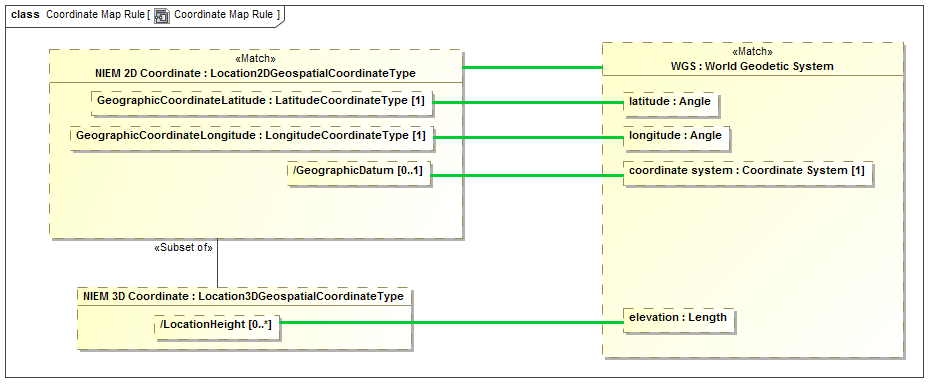 class Coordinate Map Rule [ Coordinate Map Rule ]
«Match»
NIEM 2D Coordinate : Location2DGeospatialCoordinateType
GeographicCoordinateLatitude : LatitudeCoordinateType [1]
GeographicCoordinateLongitude : LongitudeCoordinateType [1]
/GeographicDatum [0..1]
«Match»
WGS : World Geodetic System
latitude : Angle
longitude : Angle
coordinate system : Coordinate System [1]
«Subset of»
NIEM 3D Coordinate : Location3DGeospatialCoordinateType
/LocationHeight [0..*]
elevation : Length